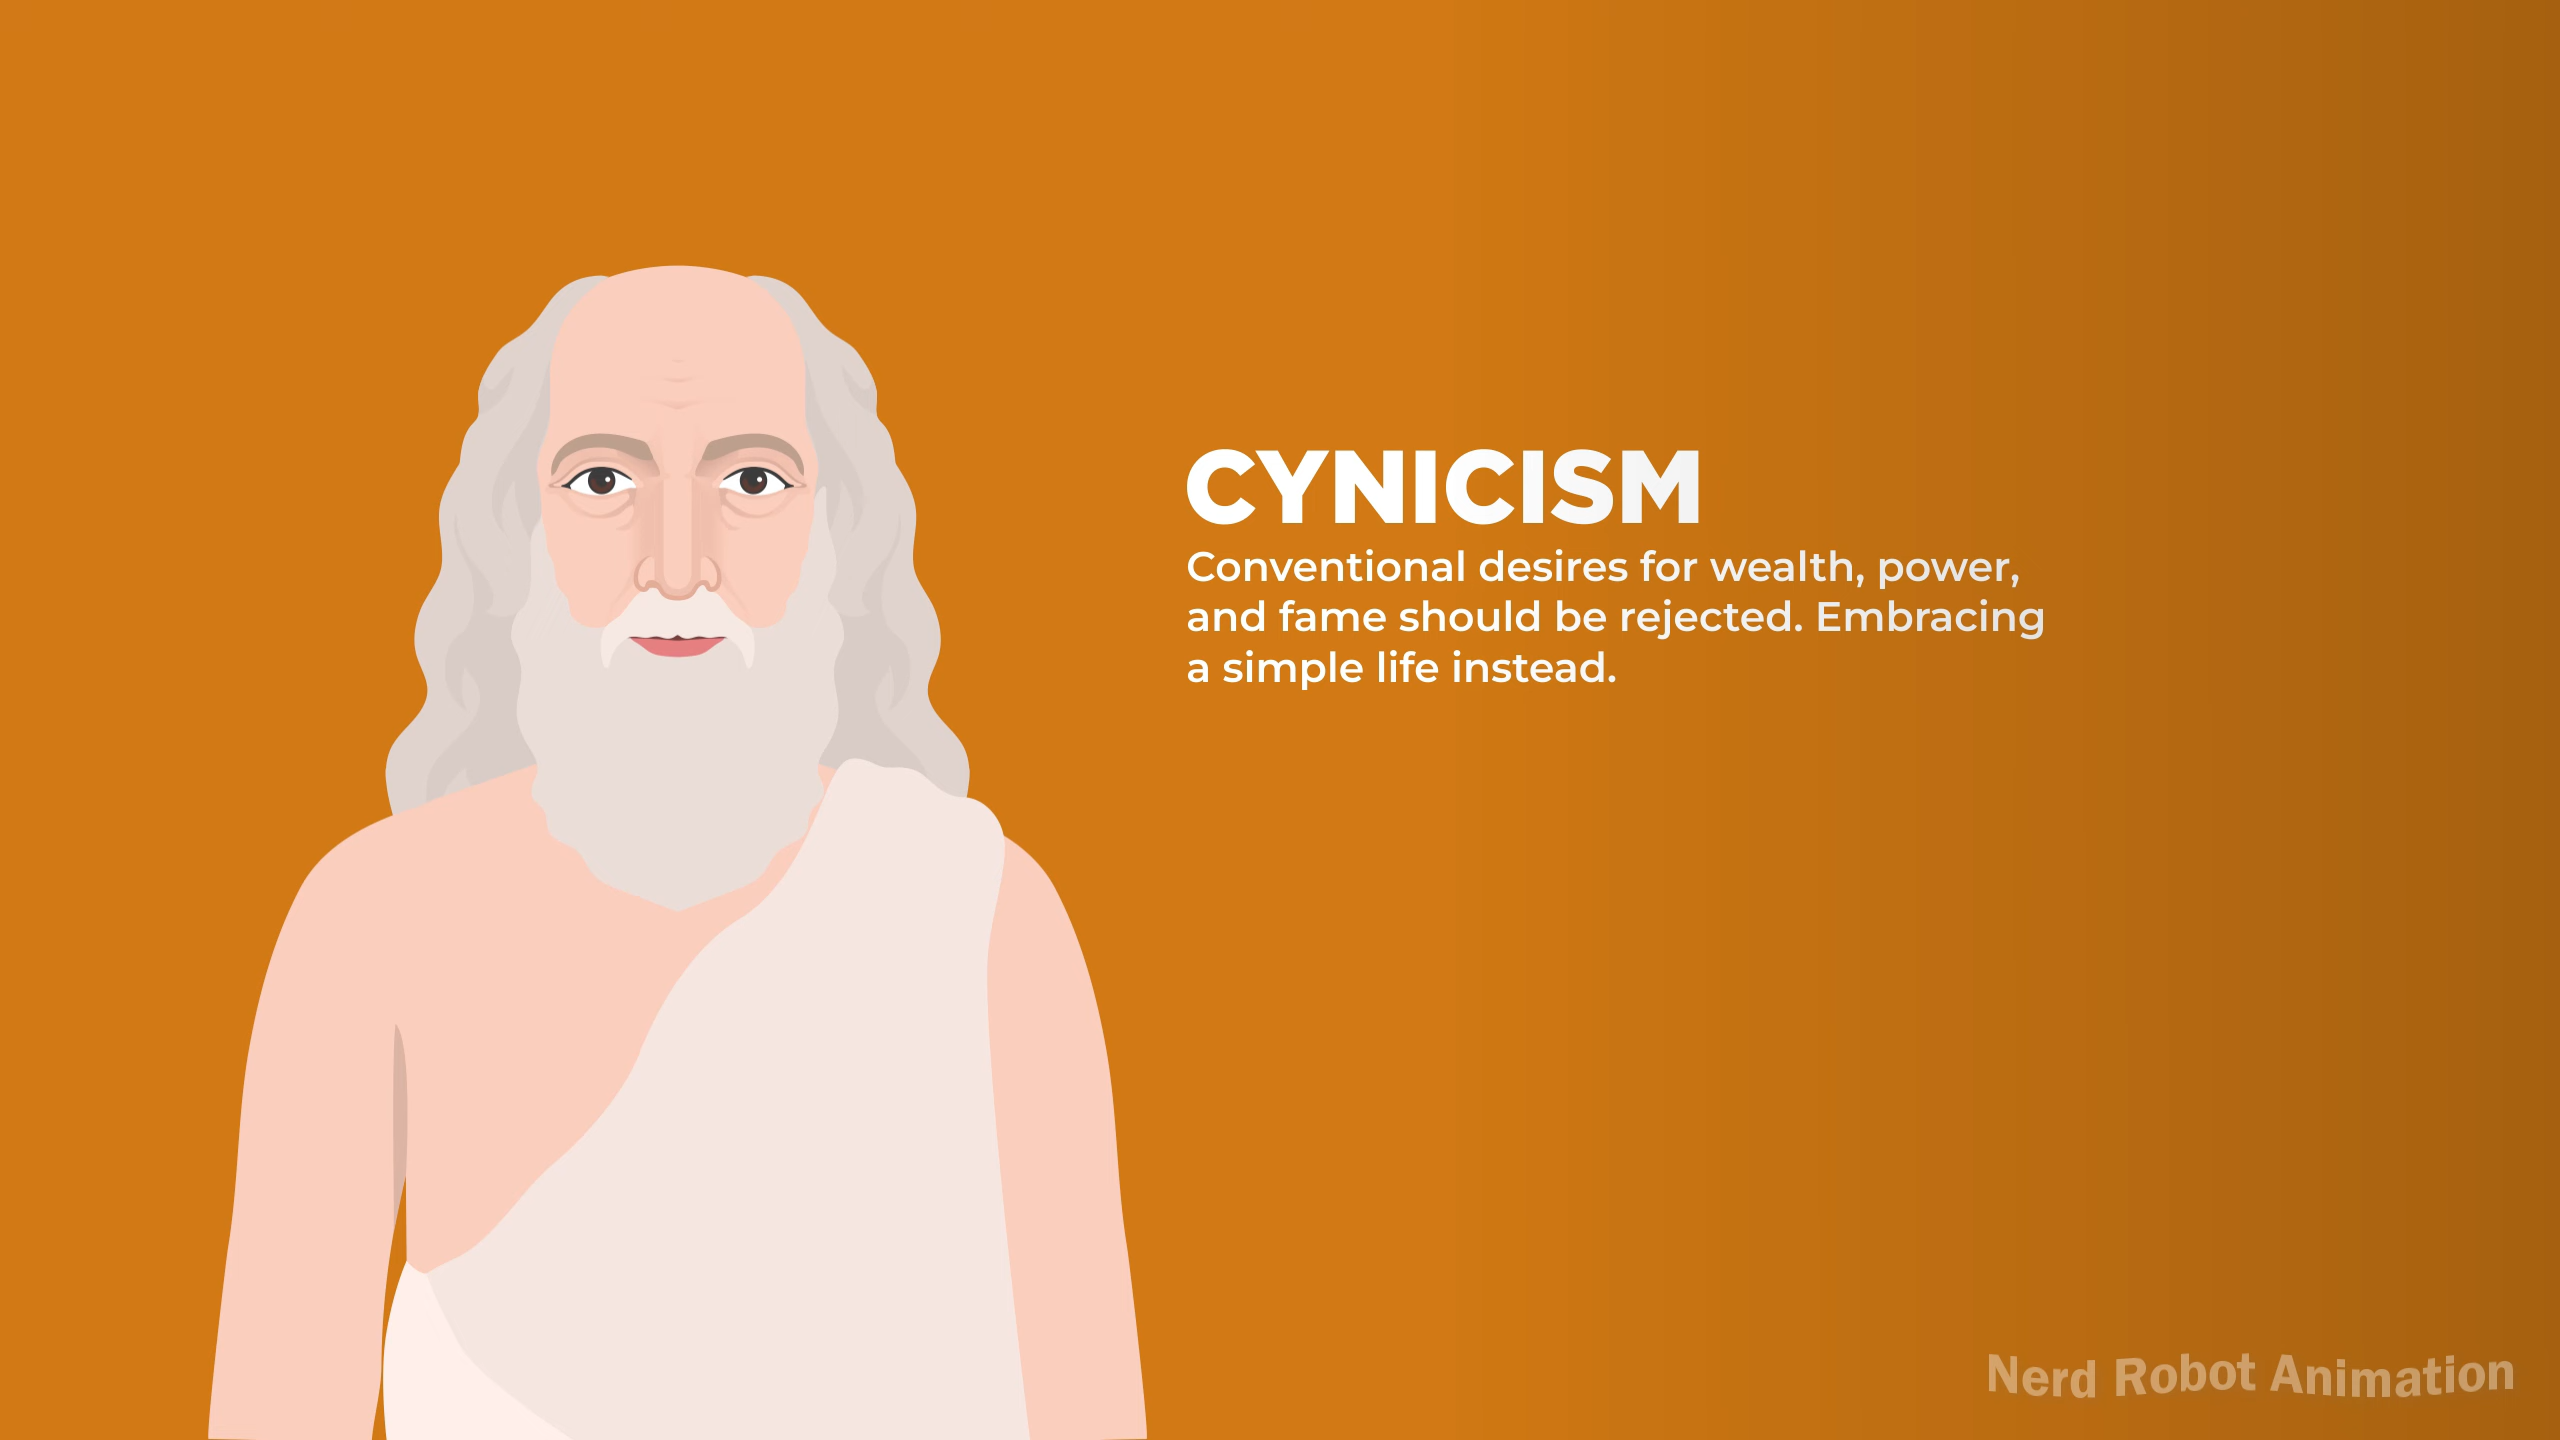 CYNICISM
Conventional desires for wealth, power,
and fame should be rejected. Embracing
a simple life instead.
Nerd Robot Animation